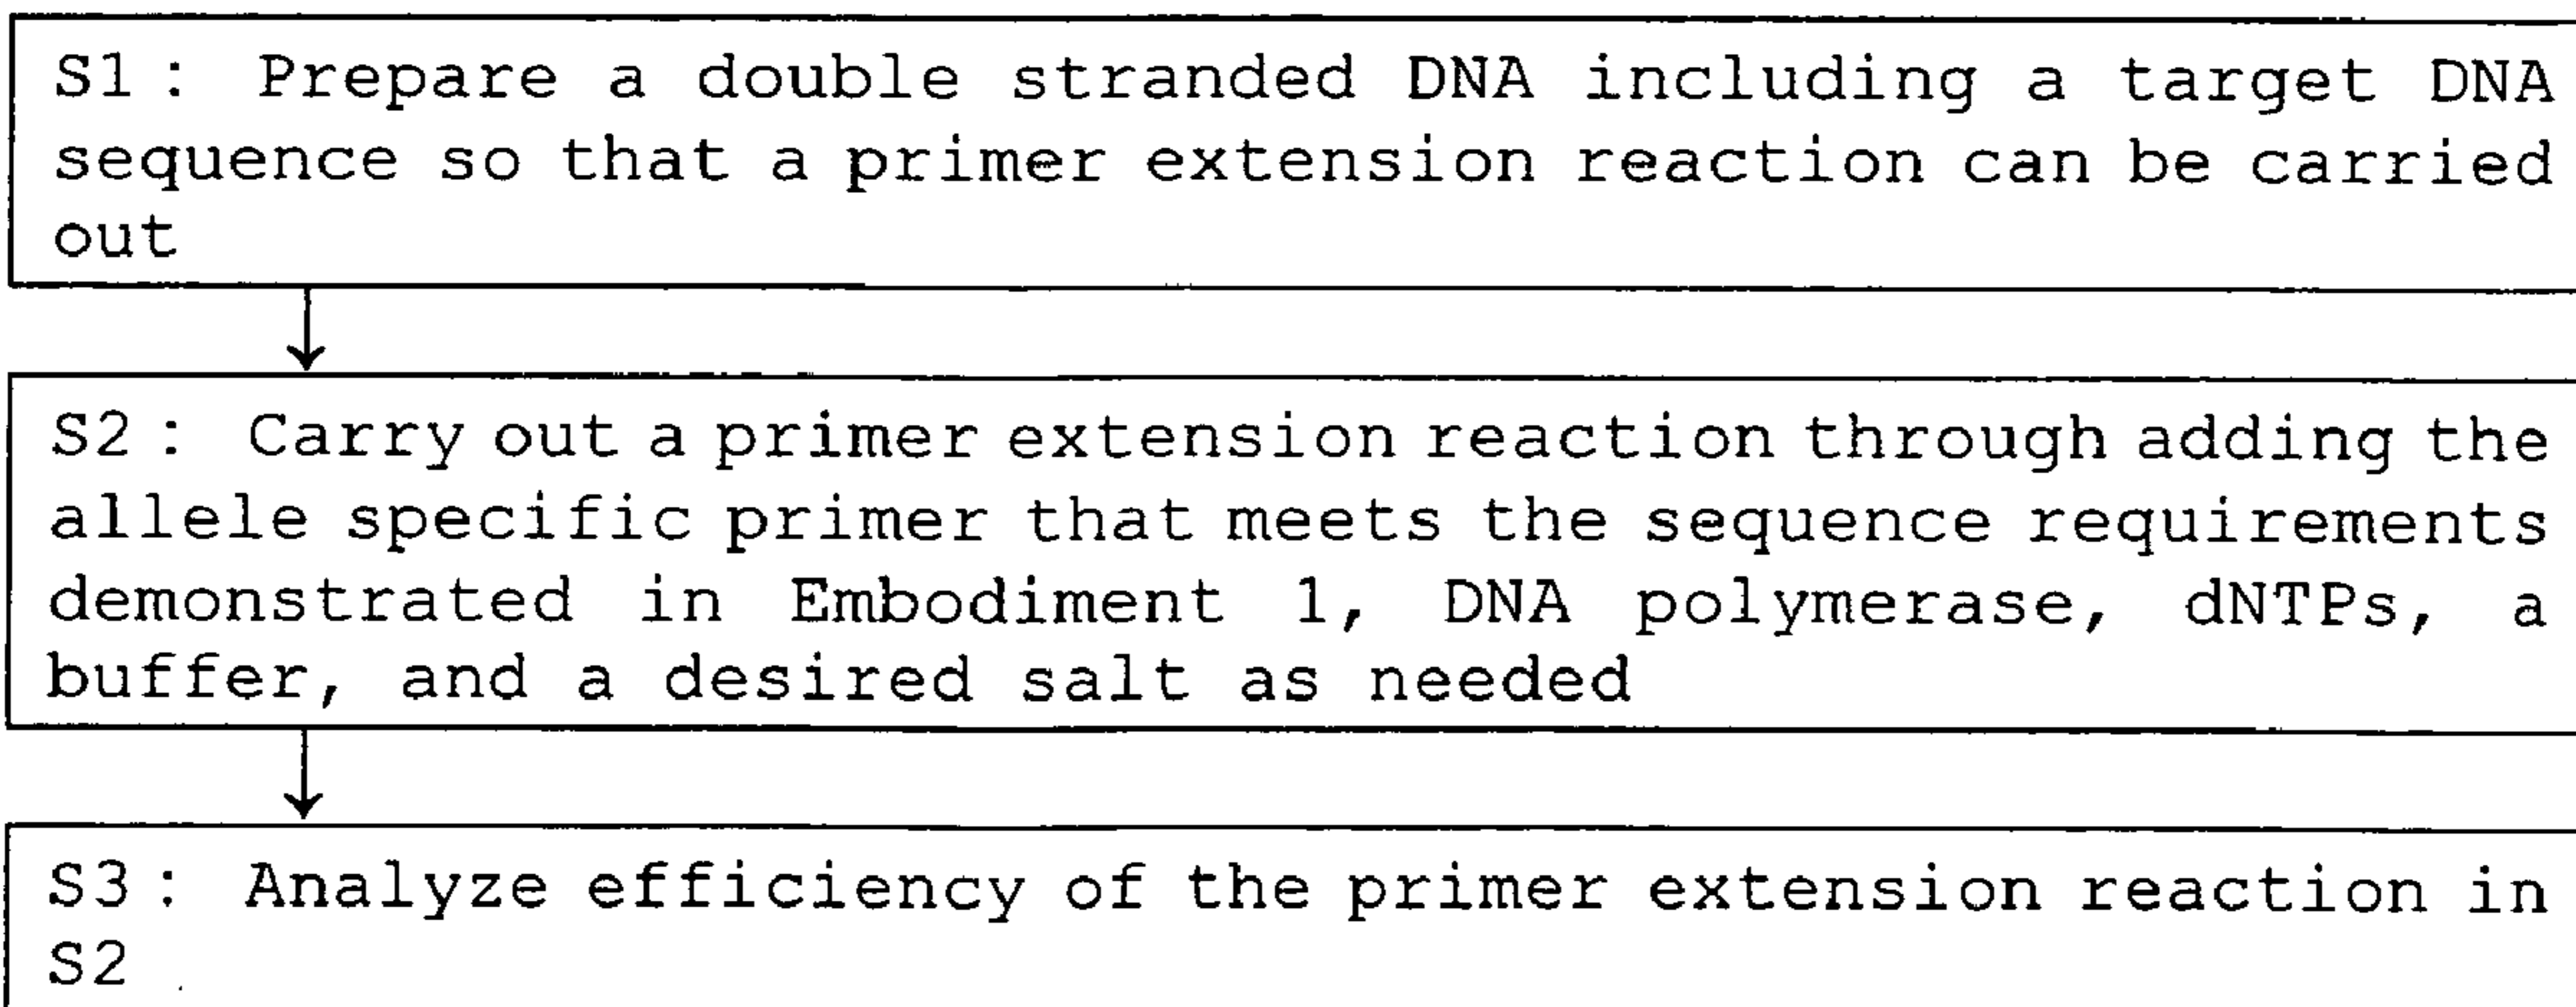 S1: Prepare a double stranded DNA including a target DNA
sequence so that a primer extension reaction can be carried
out
S2: Carry out a primer extension reaction through adding the
allele specific primer that meets the sequence requirements
demonstrated in Embodiment 1, DNA polymerase, dNTPs, a
buffer, and a desired salt as needed
S3: Analyze efficiency of the primer extension reaction in
S2